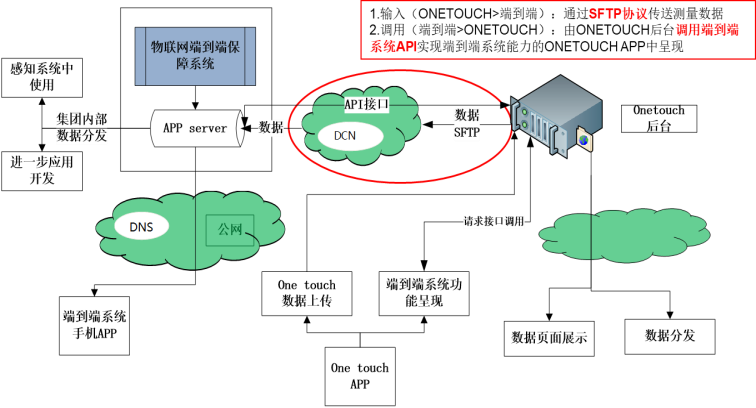 1.输入（ONETOUCH>端到端）：通过SFTP协议传送测量数据
2.调用（端到端>ONETOUCH）：由ONETOUCH后台调用端到端
系统API实现端到端系统能力的ONETOUCH APP中呈现
物联网端到端保
障系统
感知系统中
使用
集团内部
数据分发
进一步应用
开发
APP server
数据
API接口
DCN
数据
SFTP
Onetouch
后台
DNS
公网
请求接口调用
端到端系统
手机APP
One touch
数据上传
端到端系统功
能呈现
One touch
APP
数据页面展示
数据分发